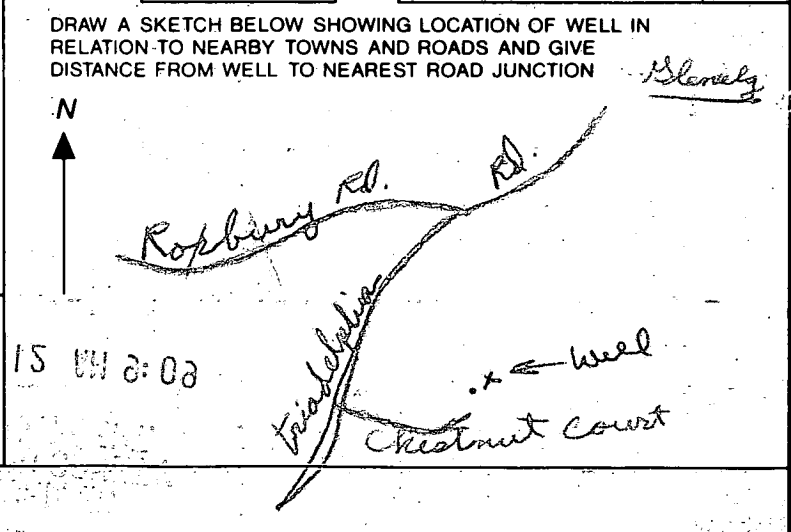 DRAW A SKETCH BELOW SHOWING LOCATION OF WELL IN
RELATION TO NEARBY TOWNS AND ROADS AND GIVE
DISTANCE FROM WELL TO NEAREST ROAD JUNCTION
Glenelg
N
Roxbury Rd.
Rd.
Triadelphia
x ← Well
Chestnut Court